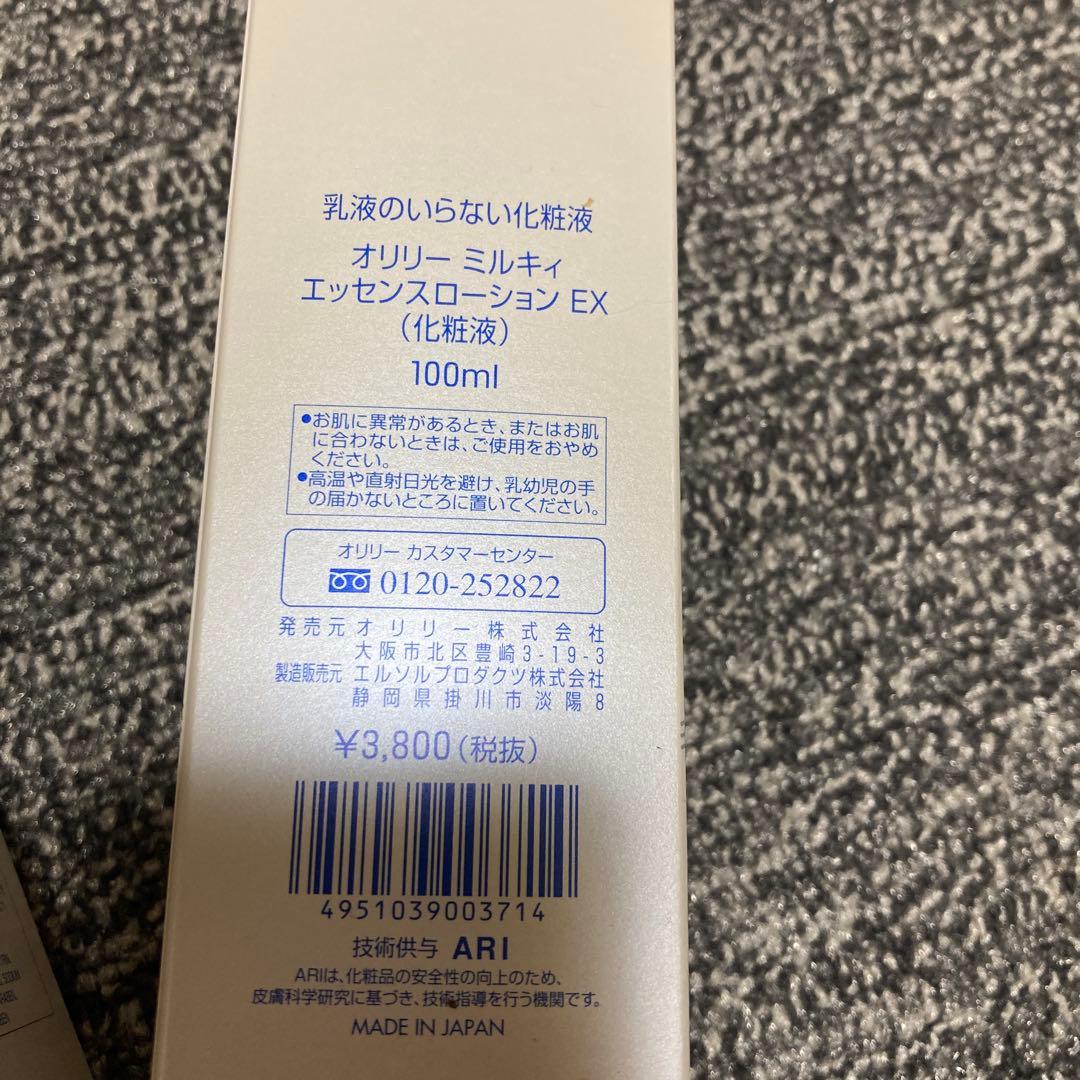 乳液のいらない化粧液
オリリー ミルキィ
エッセンスローション EX
（化粧液）
100ml
●お肌に異常があるとき、またはお肌
に合わないときは、ご使用をおやめ
ください。
●高温や直射日光を避け、乳幼児の手
の届かないところに置いてください。
オリリー カスタマーセンター
0120-252822
発売元 オリリー株式会社
大阪市北区豊崎3-19-3
製造販売元 エルソルプロダクツ株式会社
静岡県掛川市淡陽8
¥3,800（税抜）
4951039003714
技術供与 ARI
ARIは、化粧品の安全性の向上のため、
皮膚科学研究に基づき、技術指導を行う機関です。
MADE IN JAPAN